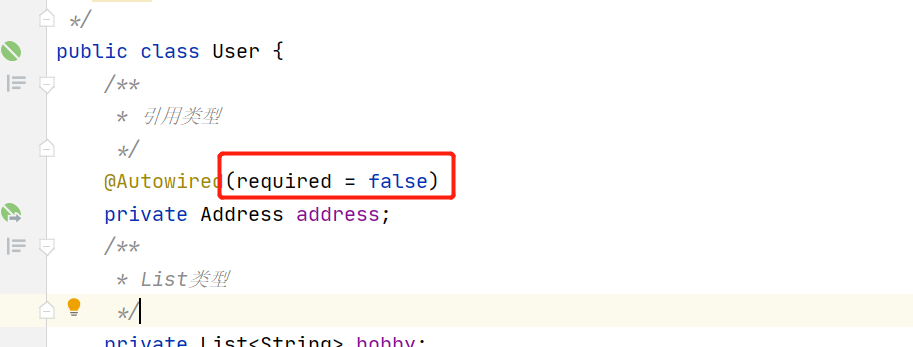 */
public class User {
/**
* 引用类型
*/
@Autowired(required = false)
private Address address;
/**
* List类型
*/
private List<String> hobby;